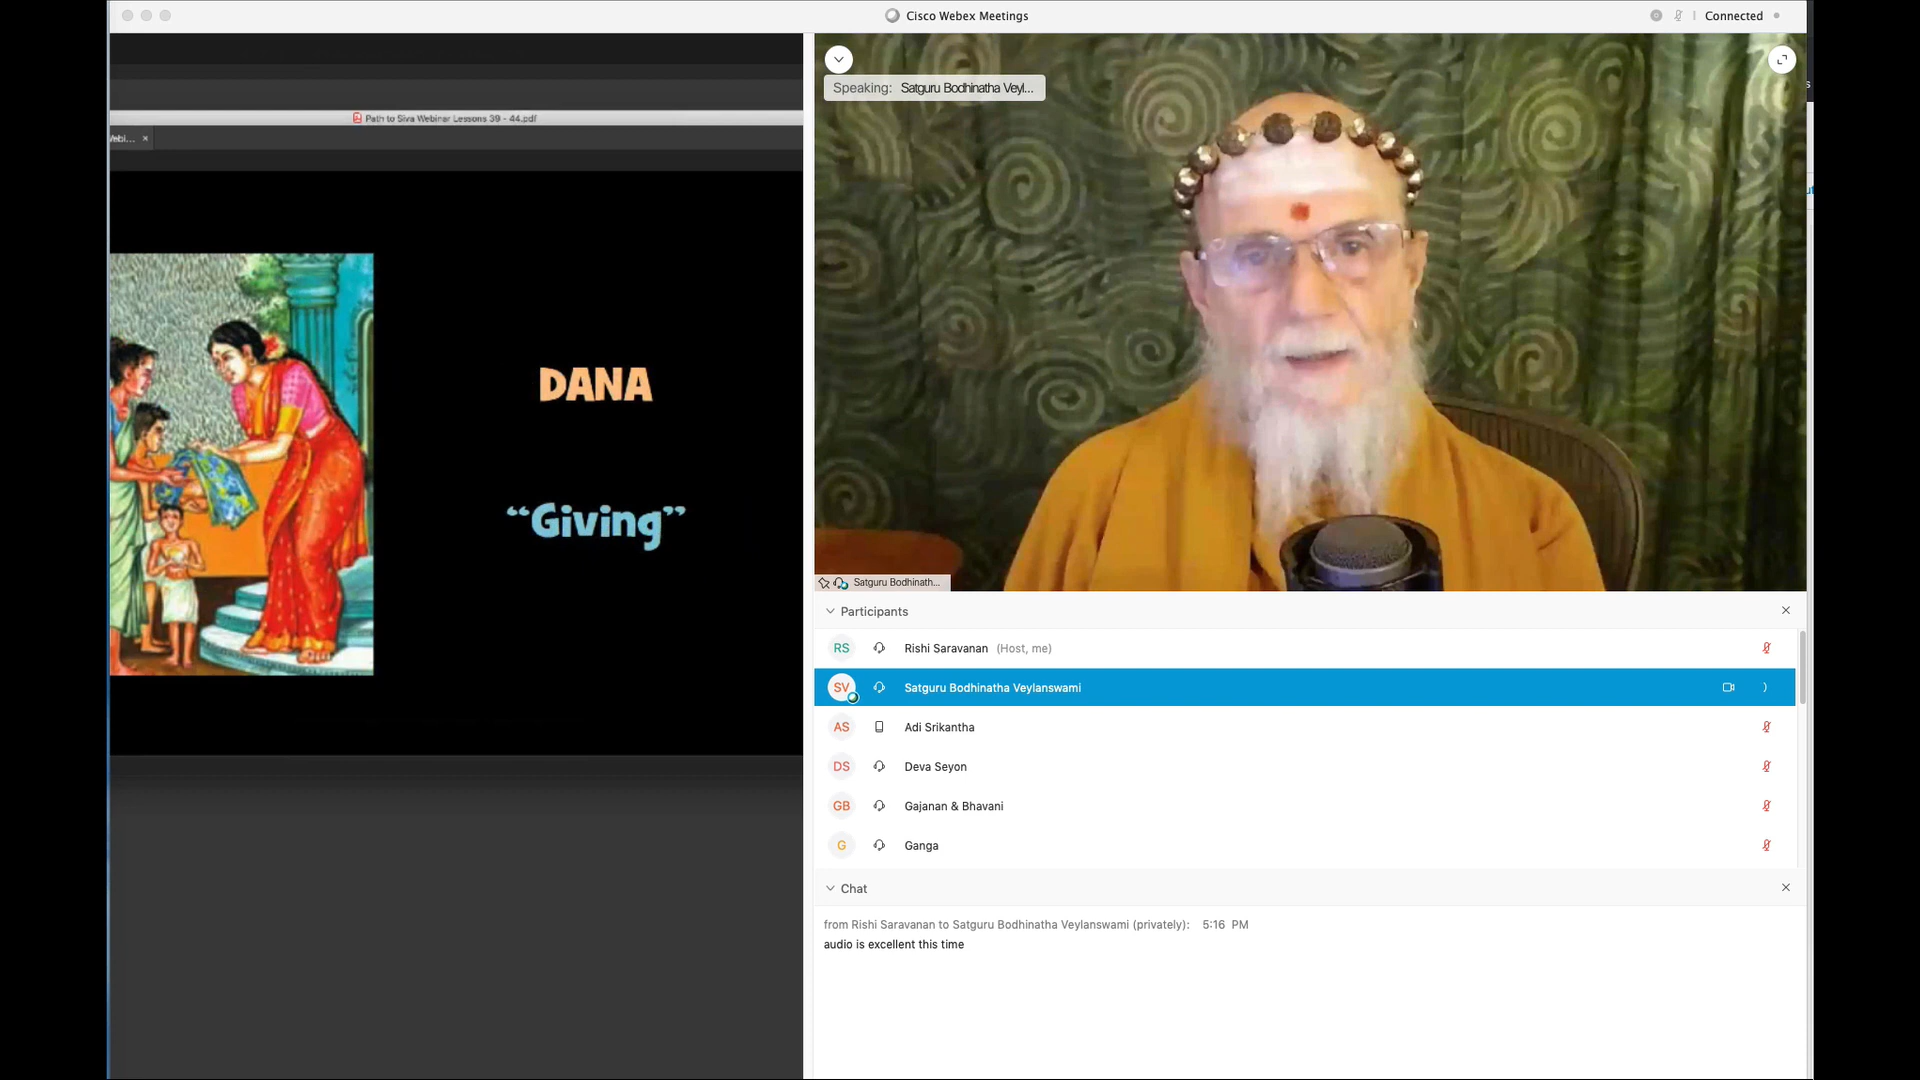 Cisco Webex Meetings
Connected
Path to Siva Webinar Lessons 39 - 44.pdf
Webi... ×
DANA
“Giving”
Speaking: Satguru Bodhinatha Veyl...
Satguru Bodhinath...
Participants
RS Rishi Saravanan (Host, me)
SV Satguru Bodhinatha Veylanswami
AS Adi Srikantha
DS Deva Seyon
GB Gajanan & Bhavani
G Ganga
Chat
from Rishi Saravanan to Satguru Bodhinatha Veylanswami (privately): 5:16 PM
audio is excellent this time